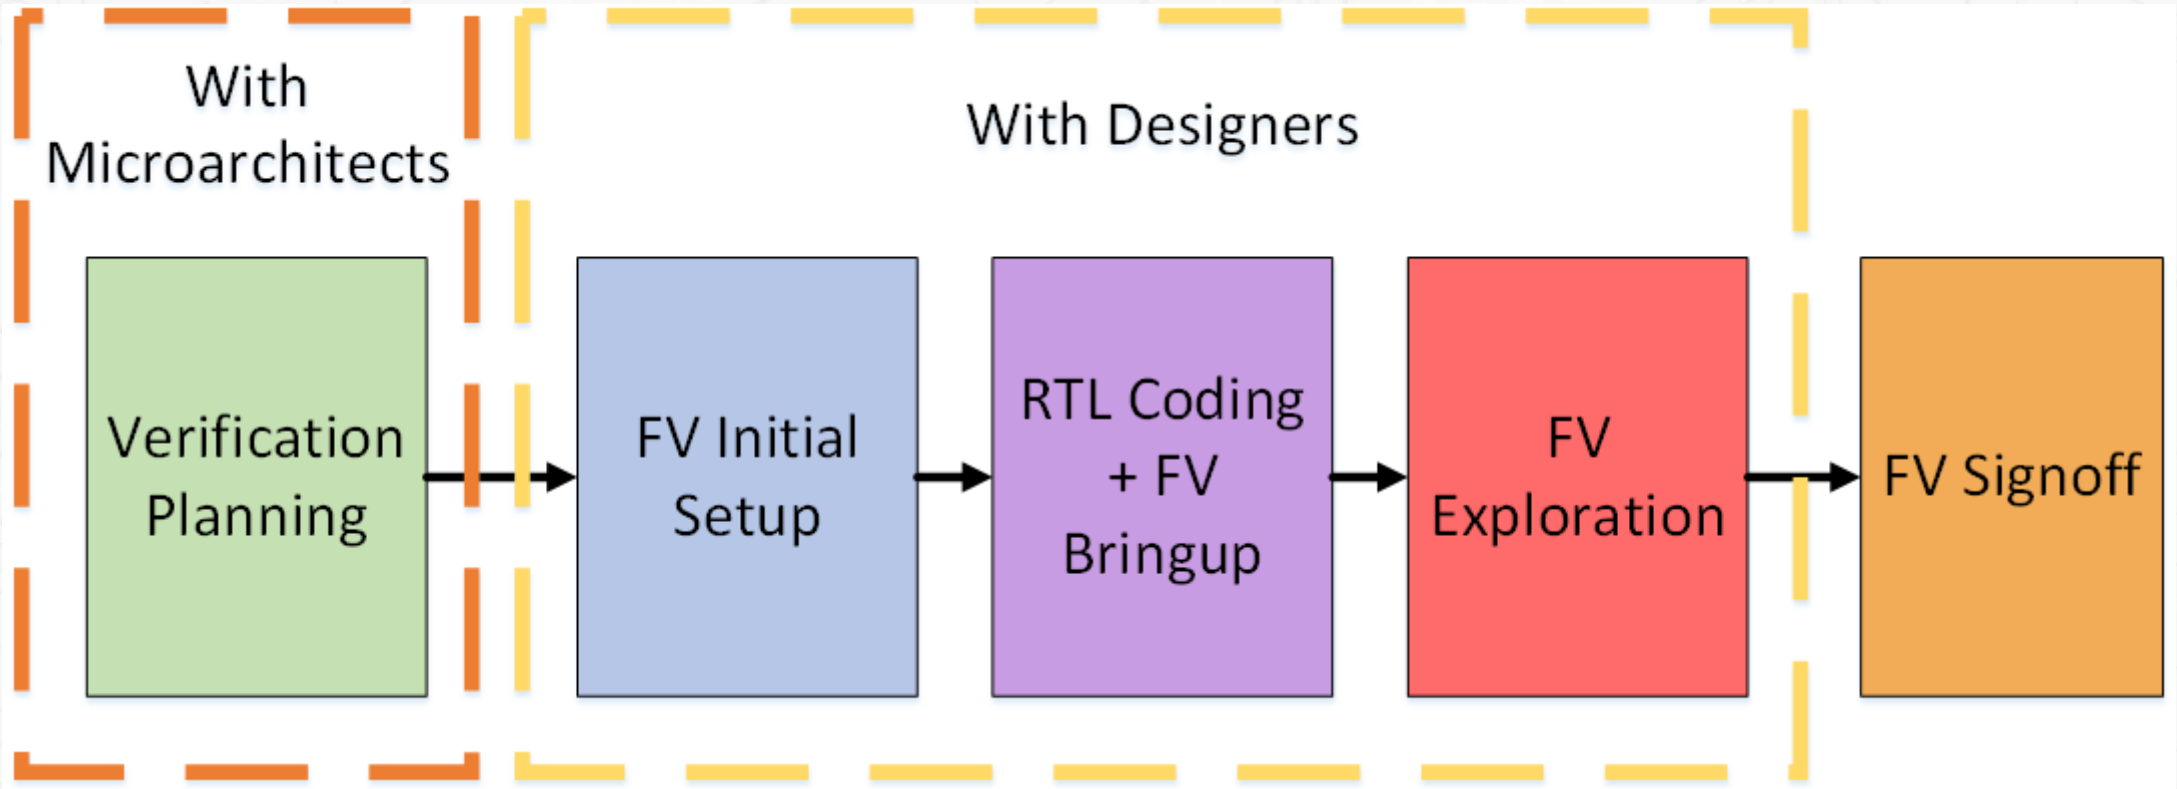 With
Microarchitects
With Designers
Verification
Planning
FV Initial
Setup
RTL Coding
+ FV
Bringup
FV
Exploration
FV Signoff